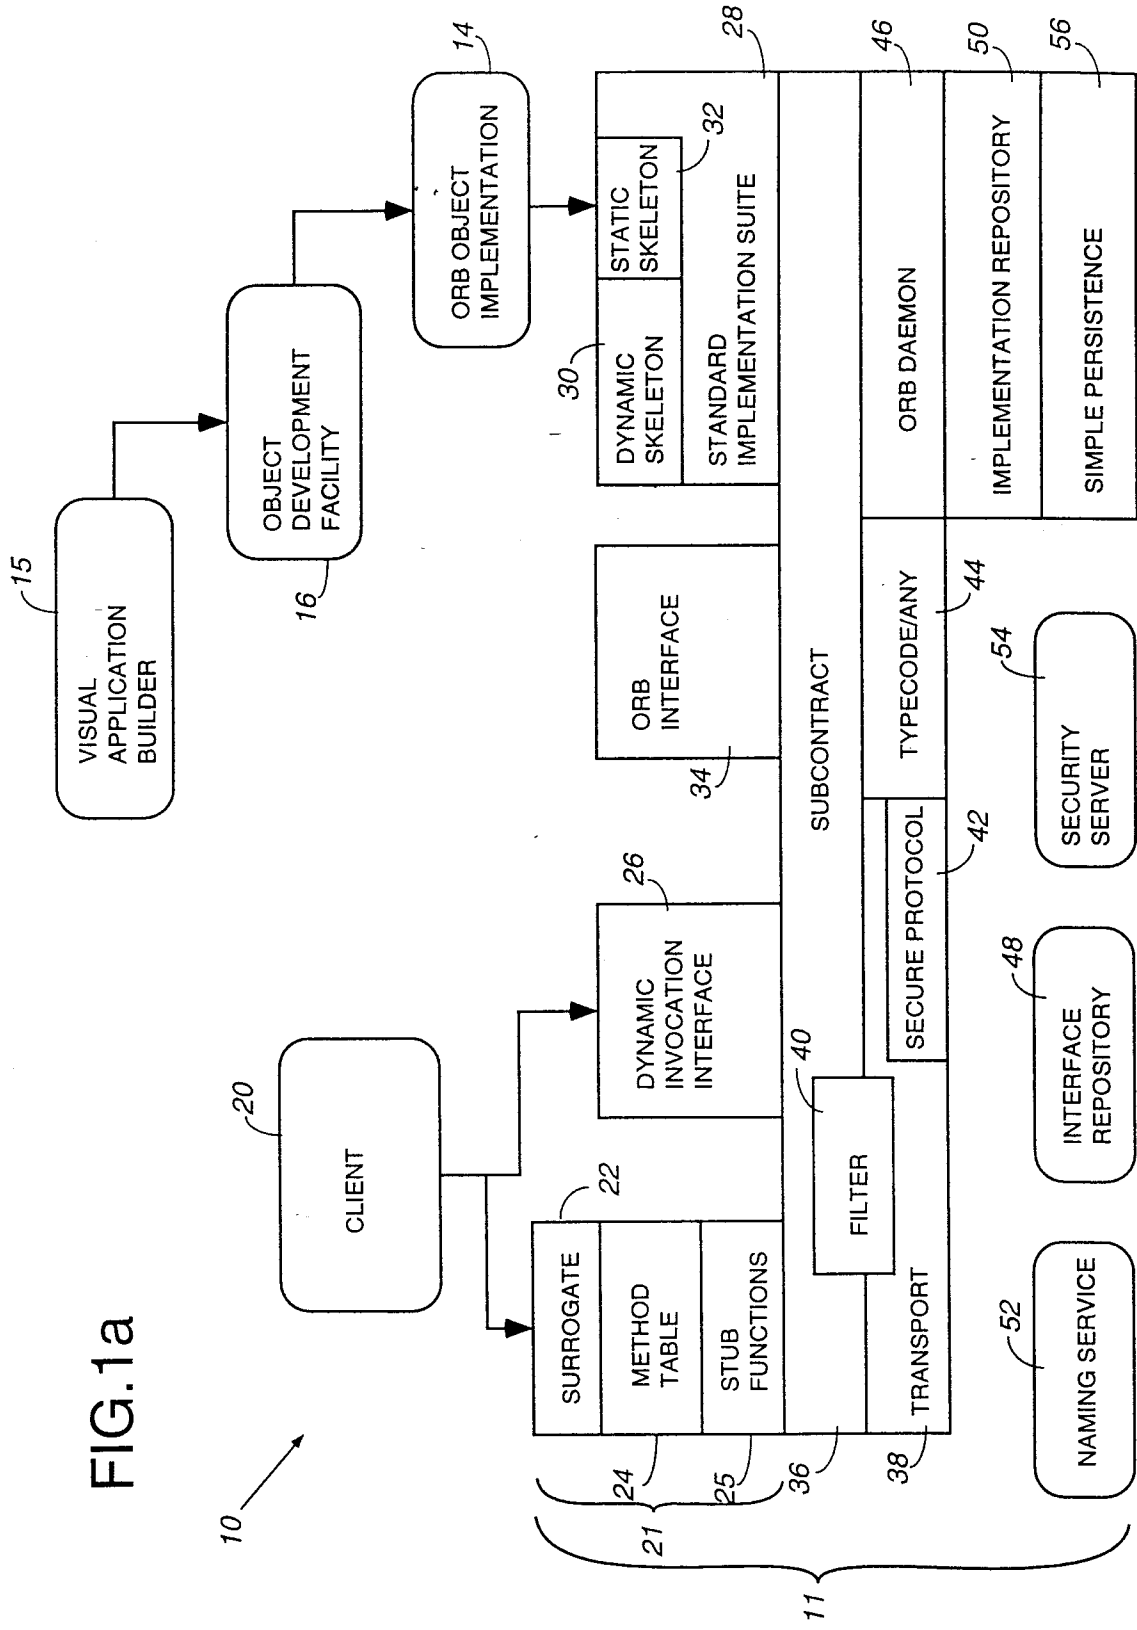 FIG.1a
10
15
VISUAL
APPLICATION
BUILDER
16
OBJECT
DEVELOPMENT
FACILITY
14
ORB OBJECT
IMPLEMENTATION
20
CLIENT
22
SURROGATE
METHOD
TABLE
24
STUB
FUNCTIONS
25
21
11
26
DYNAMIC
INVOCATION
INTERFACE
ORB
INTERFACE
34
30
DYNAMIC
SKELETON
STATIC
SKELETON
32
STANDARD
IMPLEMENTATION SUITE
28
36
SUBCONTRACT
40
FILTER
38
TRANSPORT
SECURE PROTOCOL
42
TYPECODE/ANY
44
ORB DAEMON
46
IMPLEMENTATION REPOSITORY
50
SIMPLE PERSISTENCE
56
52
NAMING SERVICE
48
INTERFACE
REPOSITORY
54
SECURITY
SERVER